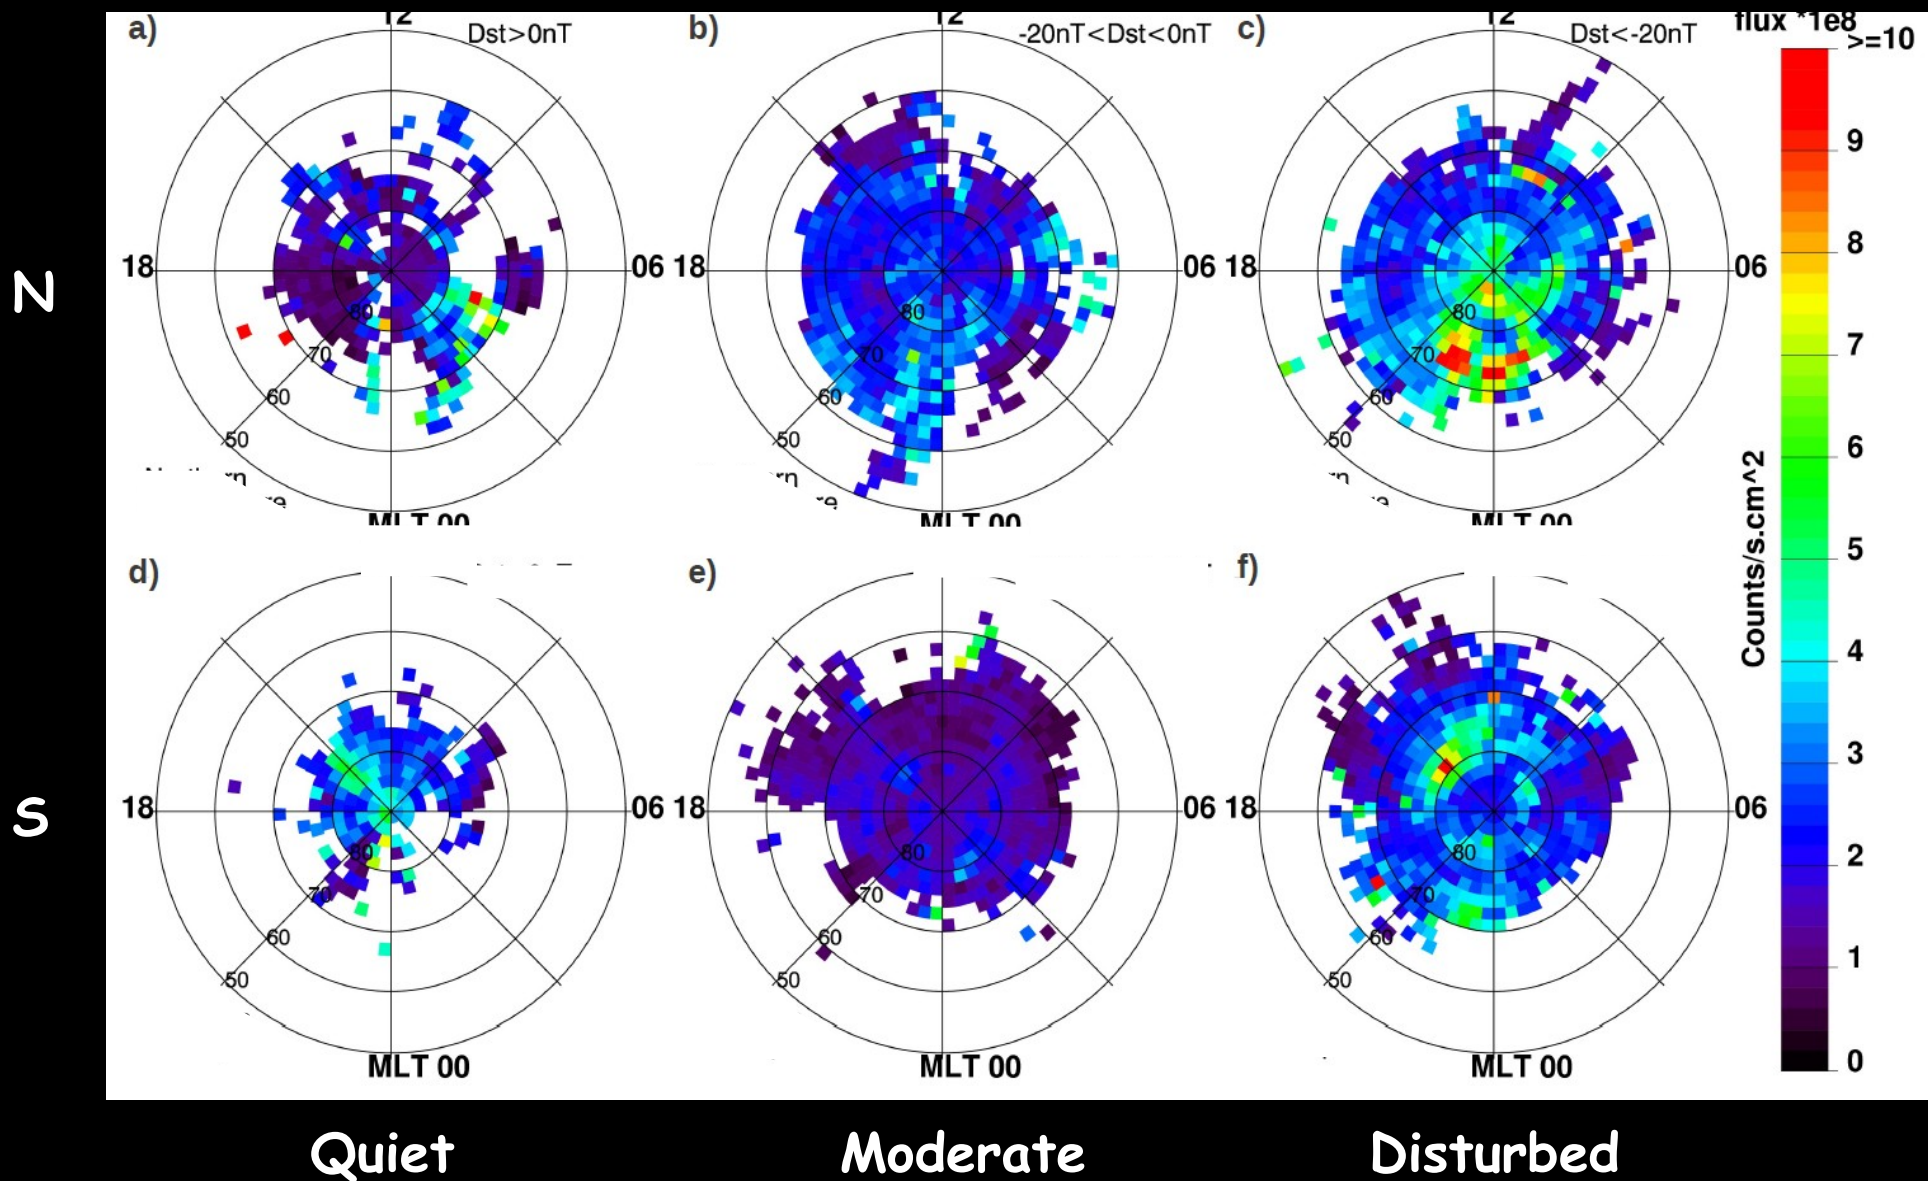 a)
12
Dst>0nT
b)
12
-20nT<Dst<0nT
c)
12
Dst<-20nT
flux *1e8
>=10
9
8
7
6
5
4
3
2
1
0
Counts/s.cm^2
N
18
06
80
70
60
50
MLT 00
18
06
80
70
60
50
MLT 00
18
06
80
70
60
50
MLT 00
d)
e)
f)
S
18
06
80
70
60
50
MLT 00
18
06
80
70
60
50
MLT 00
18
06
80
70
60
50
MLT 00
Quiet
Moderate
Disturbed